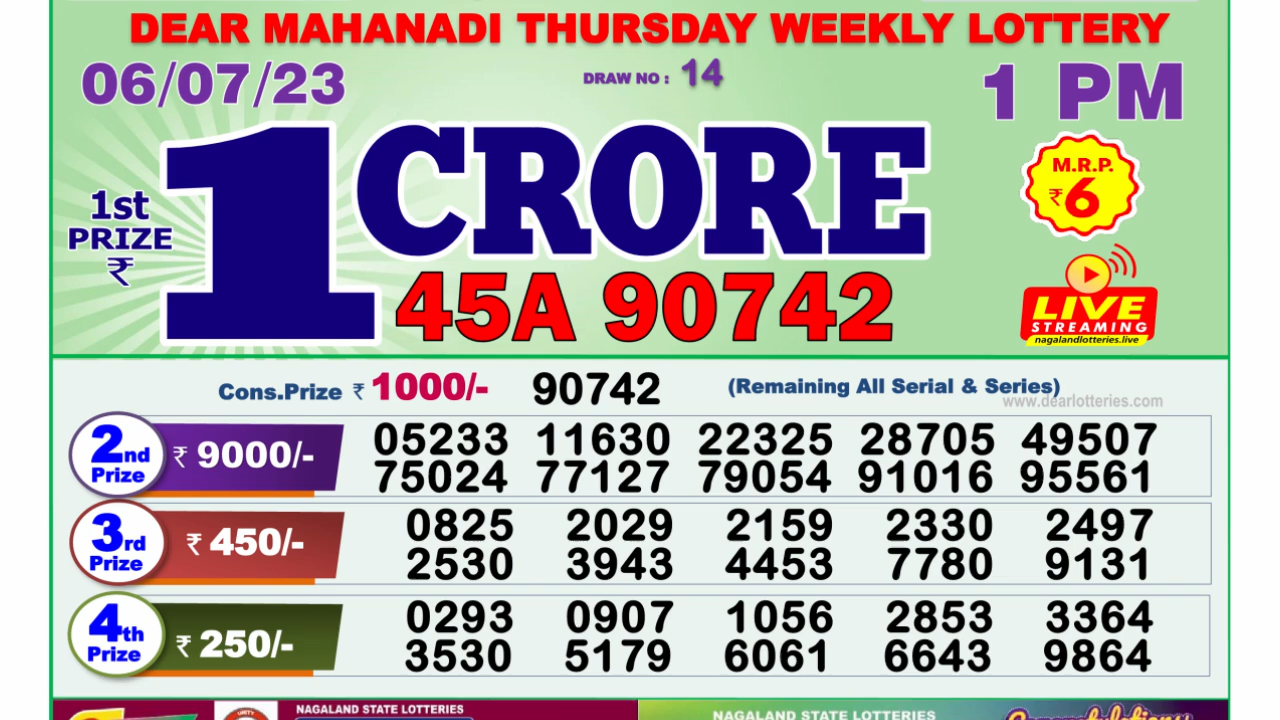 DEAR MAHANADI THURSDAY WEEKLY LOTTERY
06/07/23
DRAW NO : 14
1 PM
1st
PRIZE
₹
1 CRORE
M.R.P.
₹ 6
45A 90742
LIVE
STREAMING
nagalandlotteries.live
Cons.Prize ₹ 1000/- 90742 (Remaining All Serial & Series)
www.dearlotteries.com
2nd
Prize
₹ 9000/-
05233 11630 22325 28705 49507
75024 77127 79054 91016 95561
3rd
Prize
₹ 450/-
0825 2029 2159 2330 2497
2530 3943 4453 7780 9131
4th
Prize
₹ 250/-
0293 0907 1056 2853 3364
3530 5179 6061 6643 9864
NAGALAND STATE LOTTERIES
NAGALAND STATE LOTTERIES